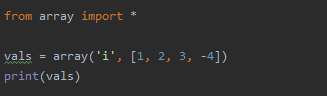 from array import *
vals = array('i', [1, 2, 3, -4])
print(vals)